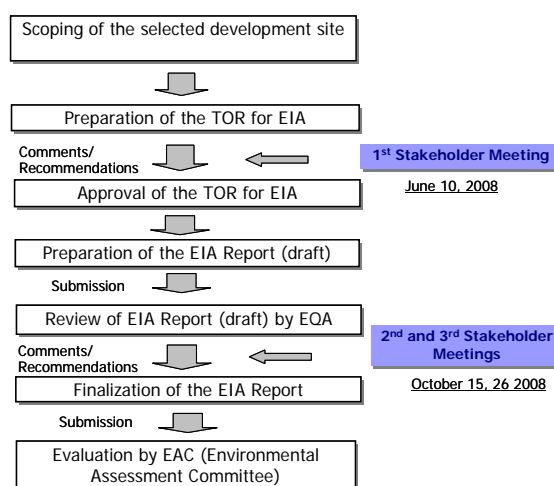 Scoping of the selected development site
Preparation of the TOR for EIA
Comments/
Recommendations
1st Stakeholder Meeting
June 10, 2008
Approval of the TOR for EIA
Preparation of the EIA Report (draft)
Submission
Review of EIA Report (draft) by EQA
Comments/
Recommendations
2nd and 3rd Stakeholder
Meetings
October 15, 26 2008
Finalization of the EIA Report
Submission
Evaluation by EAC (Environmental
Assessment Committee)